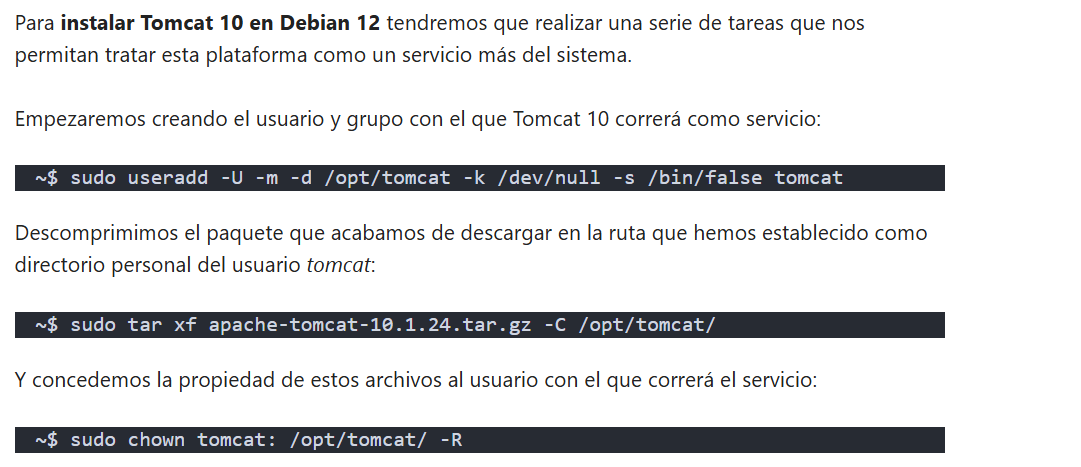 Para instalar Tomcat 10 en Debian 12 tendremos que realizar una serie de tareas que nos
permitan tratar esta plataforma como un servicio más del sistema.
Empezaremos creando el usuario y grupo con el que Tomcat 10 correrá como servicio:
~$ sudo useradd -U -m -d /opt/tomcat -k /dev/null -s /bin/false tomcat
Descomprimimos el paquete que acabamos de descargar en la ruta que hemos establecido como
directorio personal del usuario tomcat:
~$ sudo tar xf apache-tomcat-10.1.24.tar.gz -C /opt/tomcat/
Y concedemos la propiedad de estos archivos al usuario con el que correrá el servicio:
~$ sudo chown tomcat: /opt/tomcat/ -R